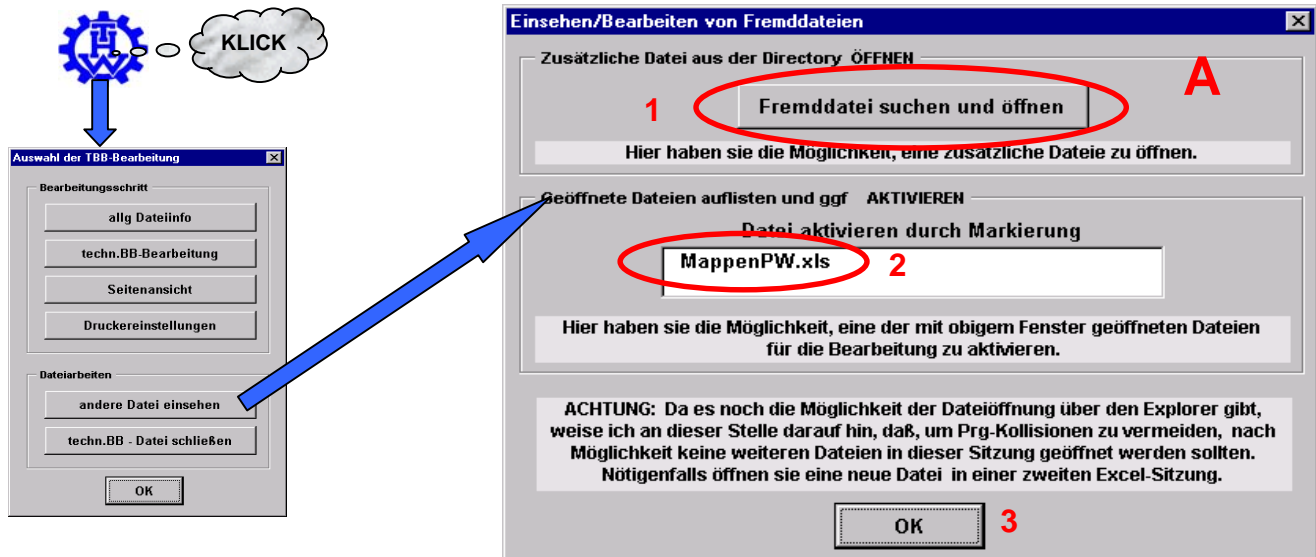 THW
KLICK
Auswahl der TBB-Bearbeitung
Bearbeitungsschritt
allg Dateiinfo
techn.BB-Bearbeitung
Seitenansicht
Druckereinstellungen
Dateiarbeiten
andere Datei einsehen
techn.BB - Datei schließen
OK
Einsehen/Bearbeiten von Fremddateien
Zusätzliche Datei aus der Directory ÖFFNEN
A
1
Fremddatei suchen und öffnen
Hier haben sie die Möglichkeit, eine zusätzliche Dateie zu öffnen.
Geöffnete Dateien auflisten und ggf AKTIVIEREN
Datei aktivieren durch Markierung
MappenPW.xls
2
Hier haben sie die Möglichkeit, eine der mit obigem Fenster geöffneten Dateien
für die Bearbeitung zu aktivieren.
ACHTUNG: Da es noch die Möglichkeit der Dateiöffnung über den Explorer gibt,
weise ich an dieser Stelle darauf hin, daß, um Prg-Kollisionen zu vermeiden, nach
Möglichkeit keine weiteren Dateien in dieser Sitzung geöffnet werden sollten.
Nötigenfalls öffnen sie eine neue Datei in einer zweiten Excel-Sitzung.
OK
3